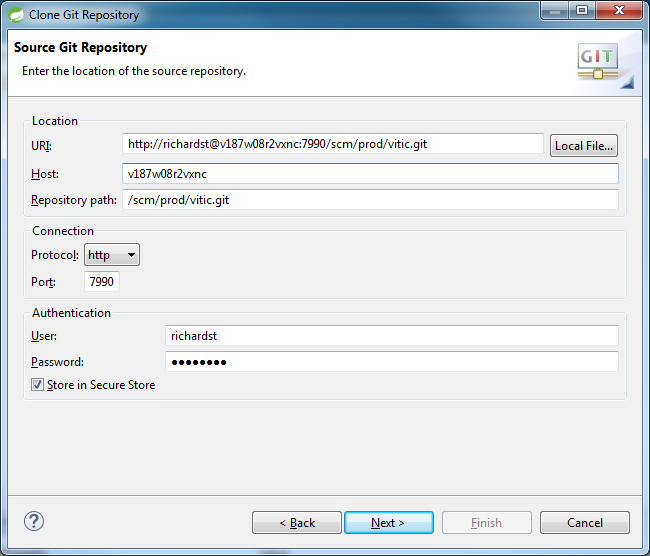 Clone Git Repository
Source Git Repository
Enter the location of the source repository.
GIT
Location
URI: http://richardst@v187w08r2vxnc:7990/scm/prod/vitic.git Local File...
Host: v187w08r2vxnc
Repository path: /scm/prod/vitic.git
Connection
Protocol: http
Port: 7990
Authentication
User: richardst
Password: ●●●●●●●●
Store in Secure Store
? < Back Next > Finish Cancel